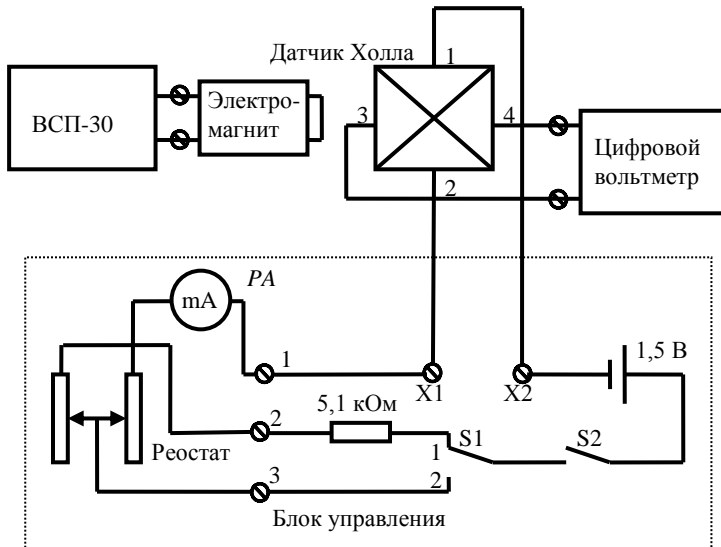 Датчик Холла
1
ВСП-30
Электро-
магнит
3
4
2
Цифровой
вольтметр
PA
mA
1
X1
X2
1,5 В
2
5,1 кОм
S1
S2
1
Реостат
3
2
Блок управления